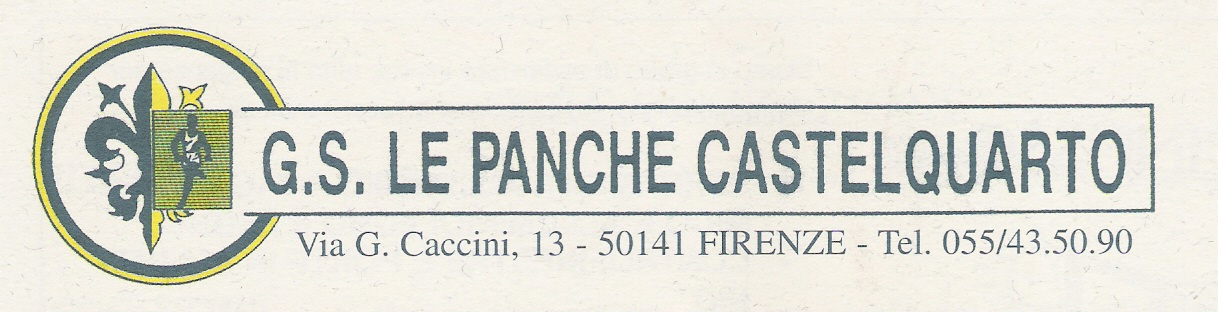 G.S. LE PANCHE CASTELQUARTO
Via G. Caccini, 13 - 50141 FIRENZE - Tel. 055/43.50.90